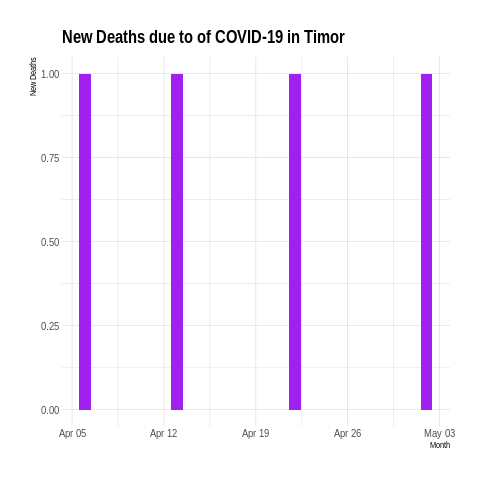 New Deaths due to of COVID-19 in Timor
New Deaths
1.00
0.75
0.50
0.25
0.00
Apr 05 Apr 12 Apr 19 Apr 26 May 03
Month